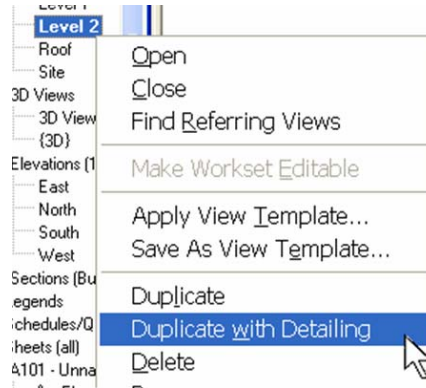 Level 1
Level 2
Roof
Site
3D Views
3D View
{3D}
Elevations (1
East
North
South
West
Sections (Bu
egends
chedules/Q
heets (all)
A101 - Unna
Open
Close
Find Referring Views
Make Workset Editable
Apply View Template...
Save As View Template...
Duplicate
Duplicate with Detailing
Delete